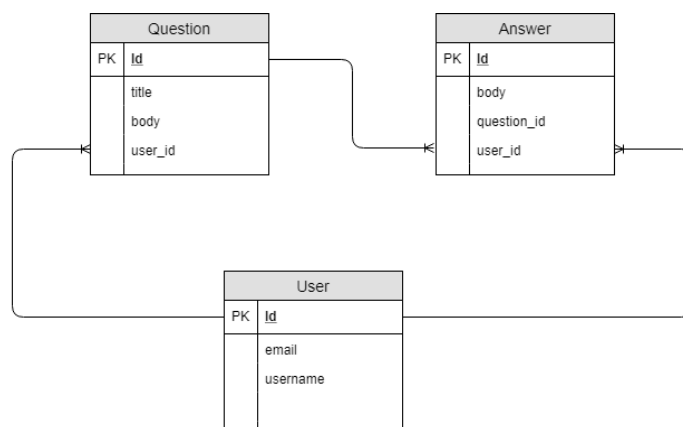 Question
PK Id
title
body
user_id
Answer
PK Id
body
question_id
user_id
User
PK Id
email
username